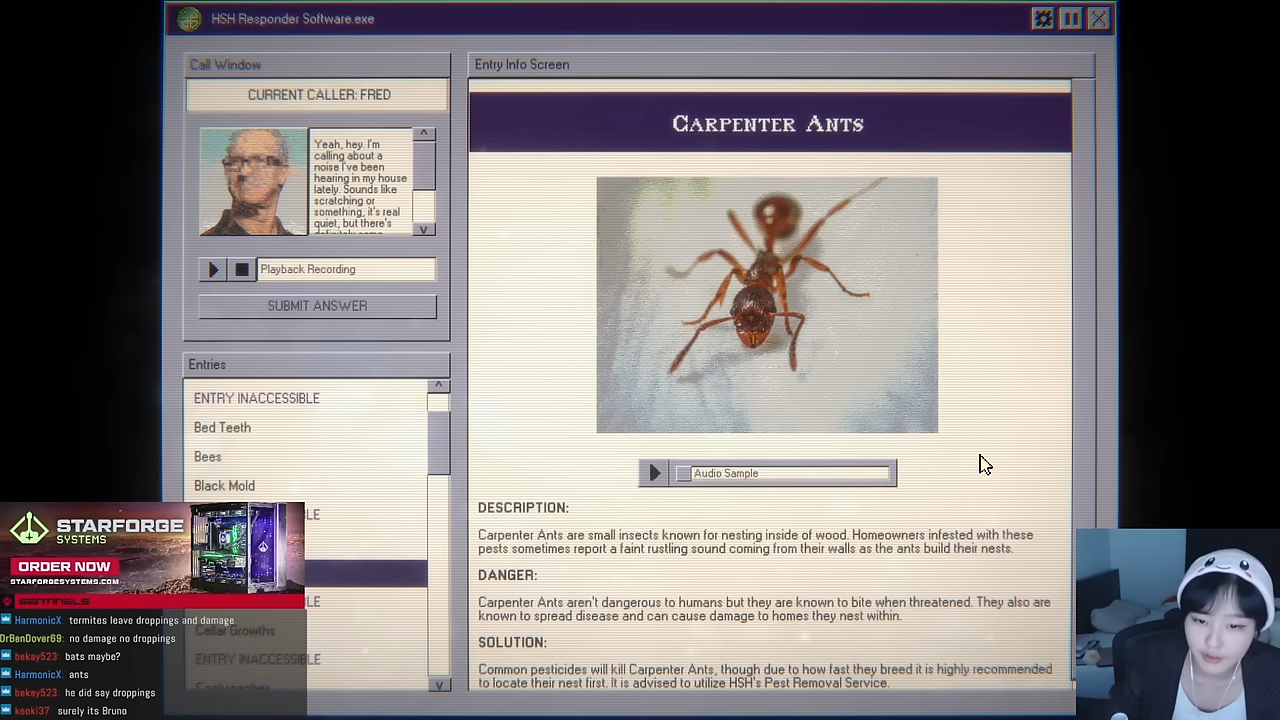 HSH Responder Software.exe
Call Window
CURRENT CALLER: FRED
Yeah, hey. I'm
calling about a
noise I've been
hearing in my house
lately. Sounds like
scratching or
something, it's real
quiet, but there's
definitely some
Playback Recording
SUBMIT ANSWER
Entries
ENTRY INACCESSIBLE
Bed Teeth
Bees
Black Mold
LE
LE
Cellar Growths
ENTRY INACCESSIBLE
Cockroaches
Entry Info Screen
CARPENTER ANTS
Audio Sample
DESCRIPTION:
Carpenter Ants are small insects known for nesting inside of wood. Homeowners infested with these
pests sometimes report a faint rustling sound coming from their walls as the ants build their nests.
DANGER:
Carpenter Ants aren't dangerous to humans but they are known to bite when threatened. They also are
known to spread disease and can cause damage to homes they nest within.
SOLUTION:
Common pesticides will kill Carpenter Ants, though due to how fast they breed it is highly recommended
to locate their nest first. It is advised to utilize HSH's Pest Removal Service.
STARFORGE
SYSTEMS
ORDER NOW
STARFORGESYSTEMS.COM
SENTINELS
HarmonicX termites leave droppings and damage
DrBenDover69: no damage no droppings
bekay523 bats maybe?
HarmonicX ants
bekay523 he did say droppings
keoki37 surely its Bruno